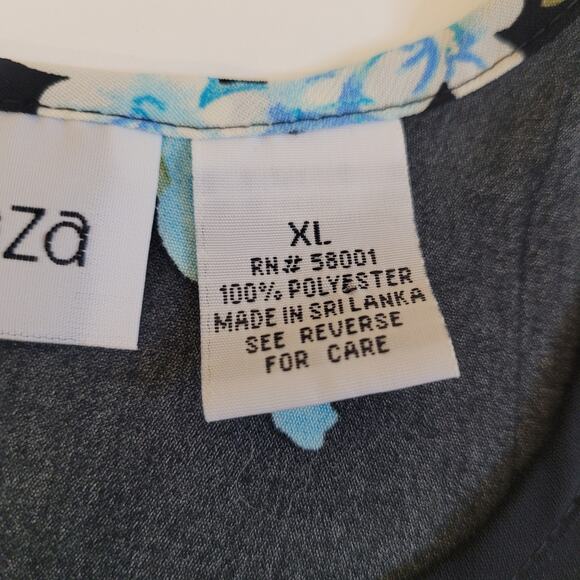 za
XL
RN# 58001
100% POLYESTER
MADE IN SRI LANKA
SEE REVERSE
FOR CARE